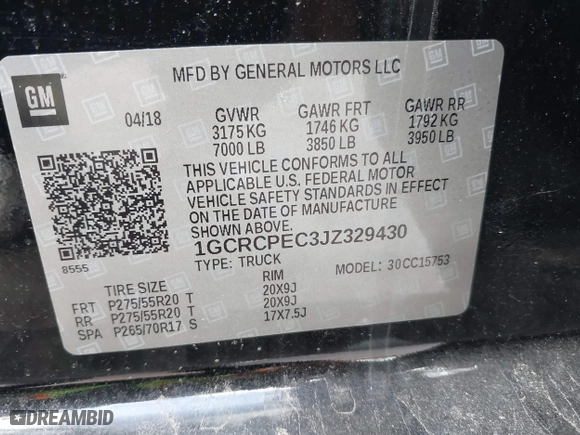 MFD BY GENERAL MOTORS LLC
GM
04/18
GVWR GAWR FRT GAWR RR
3175 KG 1746 KG 1792 KG
7000 LB 3850 LB 3950 LB
THIS VEHICLE CONFORMS TO ALL
APPLICABLE U.S. FEDERAL MOTOR
VEHICLE SAFETY STANDARDS IN EFFECT
ON THE DATE OF MANUFACTURE
SHOWN ABOVE.
8555
1GCRCPEC3JZ329430
TYPE: TRUCK MODEL: 30CC15753
TIRE SIZE RIM
FRT P275/55R20 T 20X9J
RR P275/55R20 T 20X9J
SPA P265/70R17 S 17X7.5J
DREAMBID